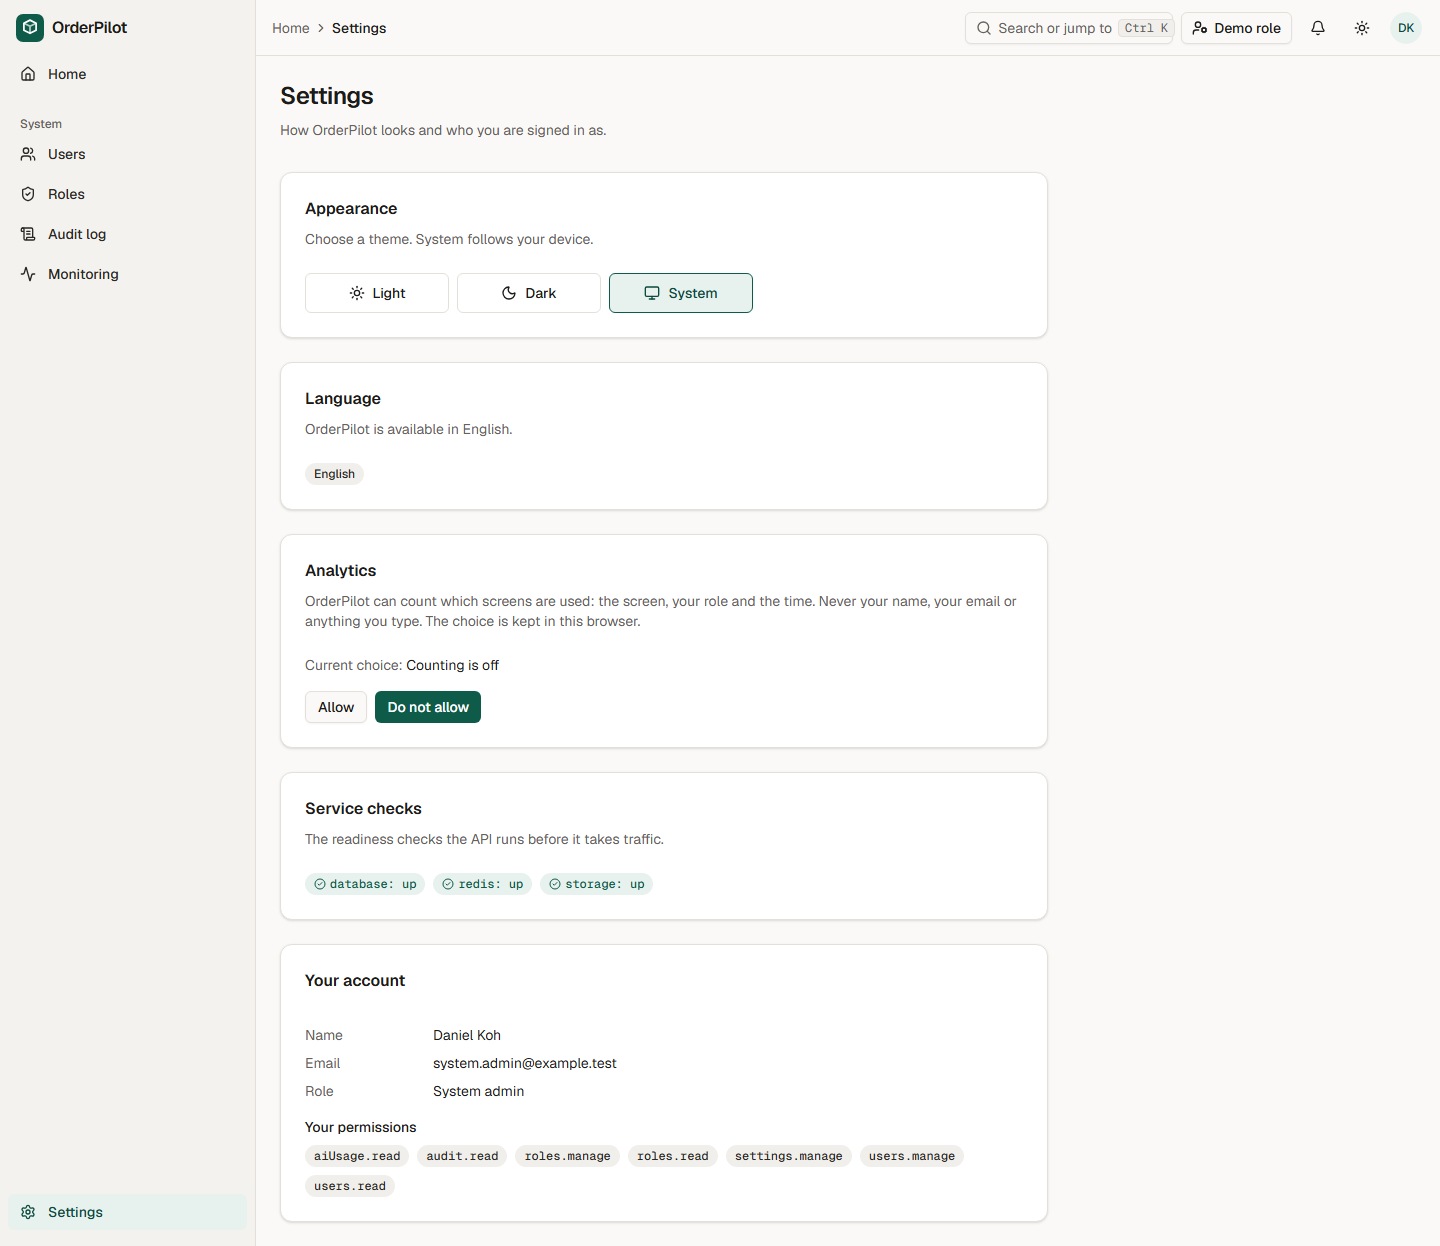 OrderPilot
Home
System
Users
Roles
Audit log
Monitoring
Settings
Home > Settings
Search or jump to Ctrl K
Demo role
DK
Settings
How OrderPilot looks and who you are signed in as.
Appearance
Choose a theme. System follows your device.
Light
Dark
System
Language
OrderPilot is available in English.
English
Analytics
OrderPilot can count which screens are used: the screen, your role and the time. Never your name, your email or
anything you type. The choice is kept in this browser.
Current choice: Counting is off
Allow
Do not allow
Service checks
The readiness checks the API runs before it takes traffic.
database: up
redis: up
storage: up
Your account
Name Daniel Koh
Email system.admin@example.test
Role System admin
Your permissions
aiUsage.read audit.read roles.manage roles.read settings.manage users.manage
users.read